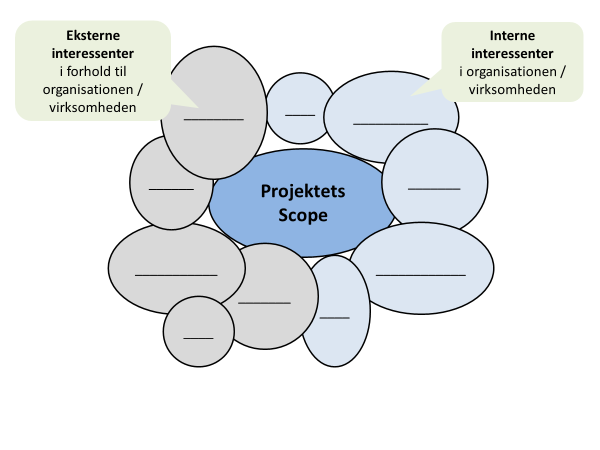 Eksterne
interessenter
i forhold til
organisationen /
virksomheden
Interne
interessenter
i organisationen /
virksomheden
Projektets
Scope